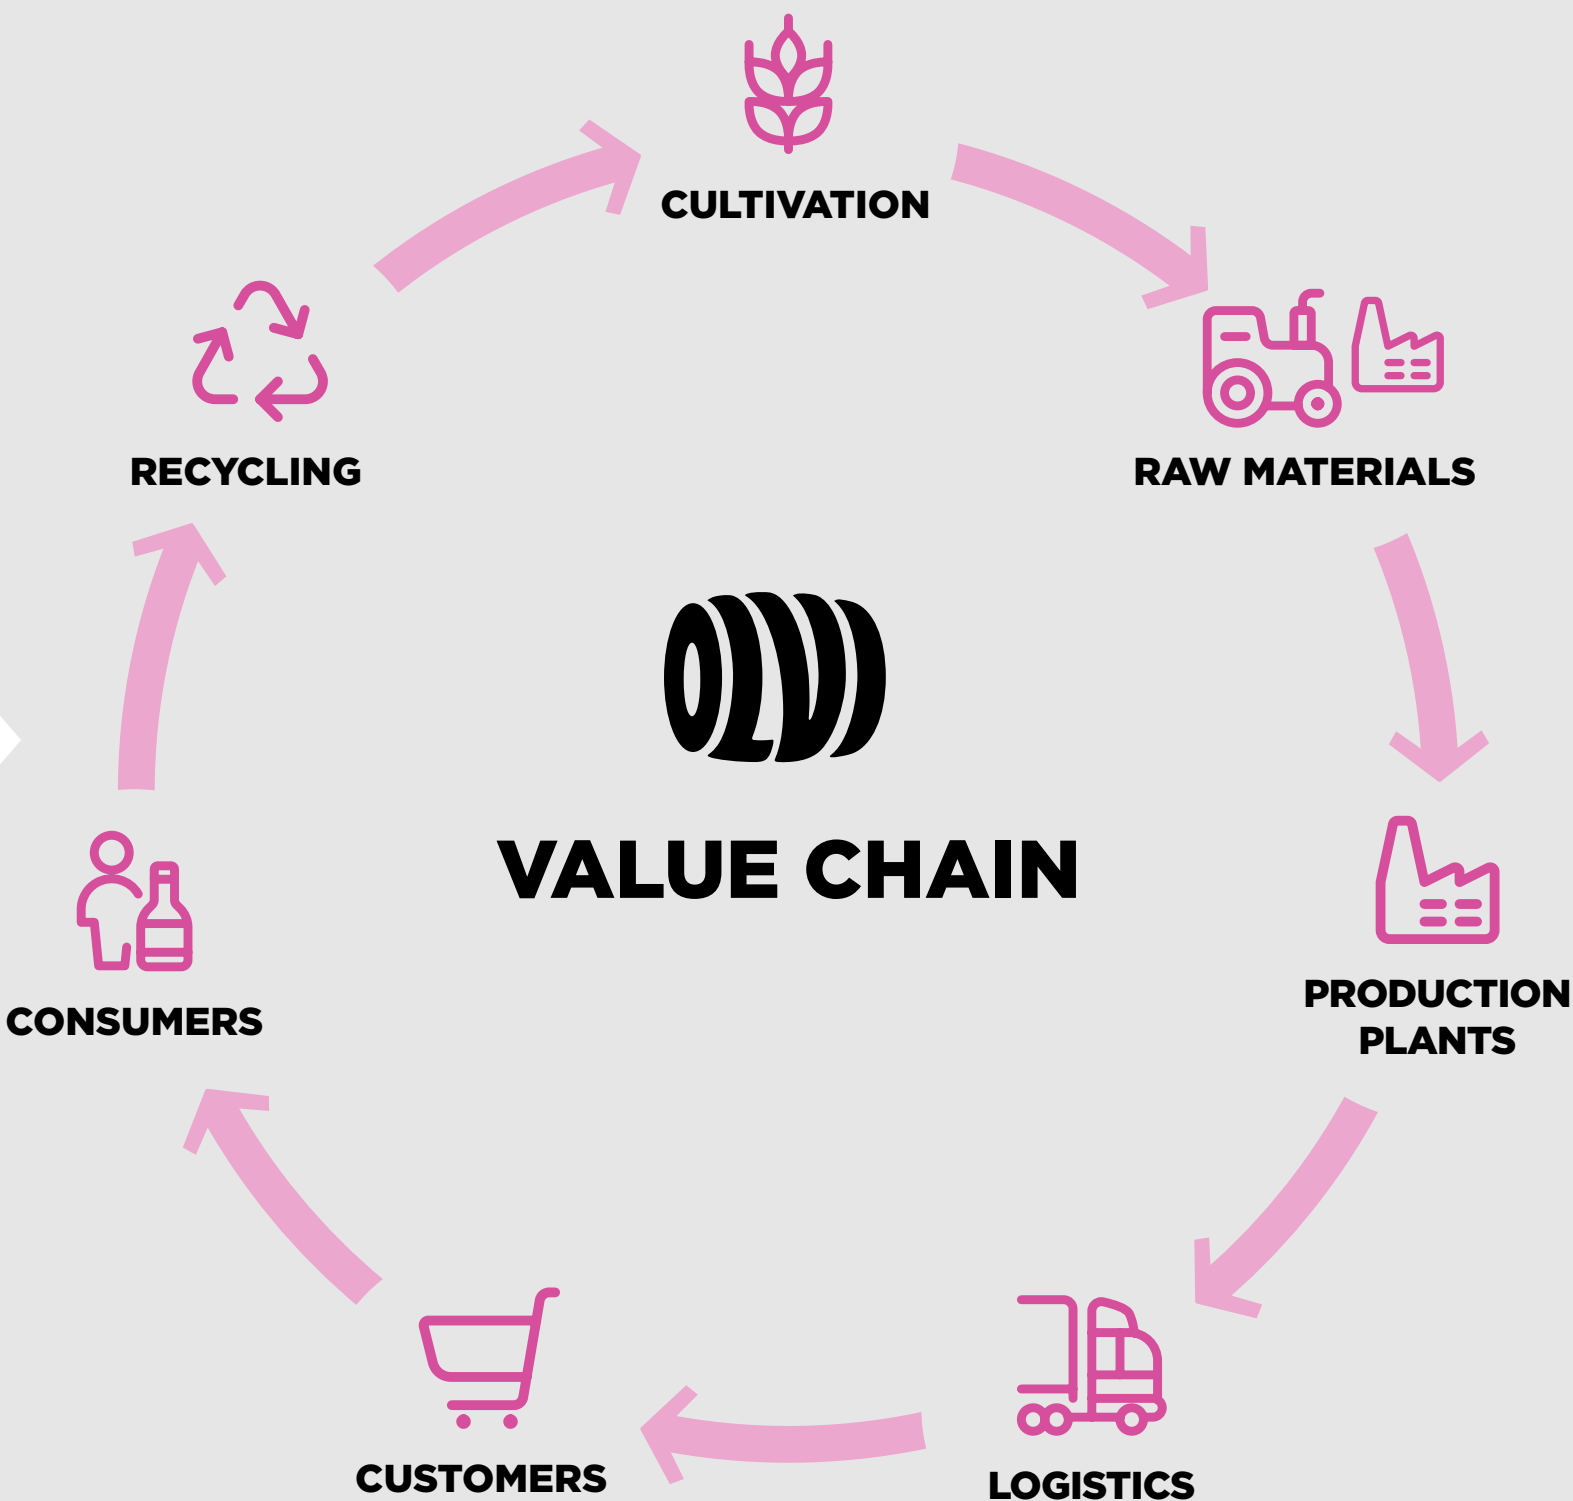 CULTIVATION
RECYCLING
RAW MATERIALS
OLVI
VALUE CHAIN
CONSUMERS
PRODUCTION
PLANTS
CUSTOMERS
LOGISTICS